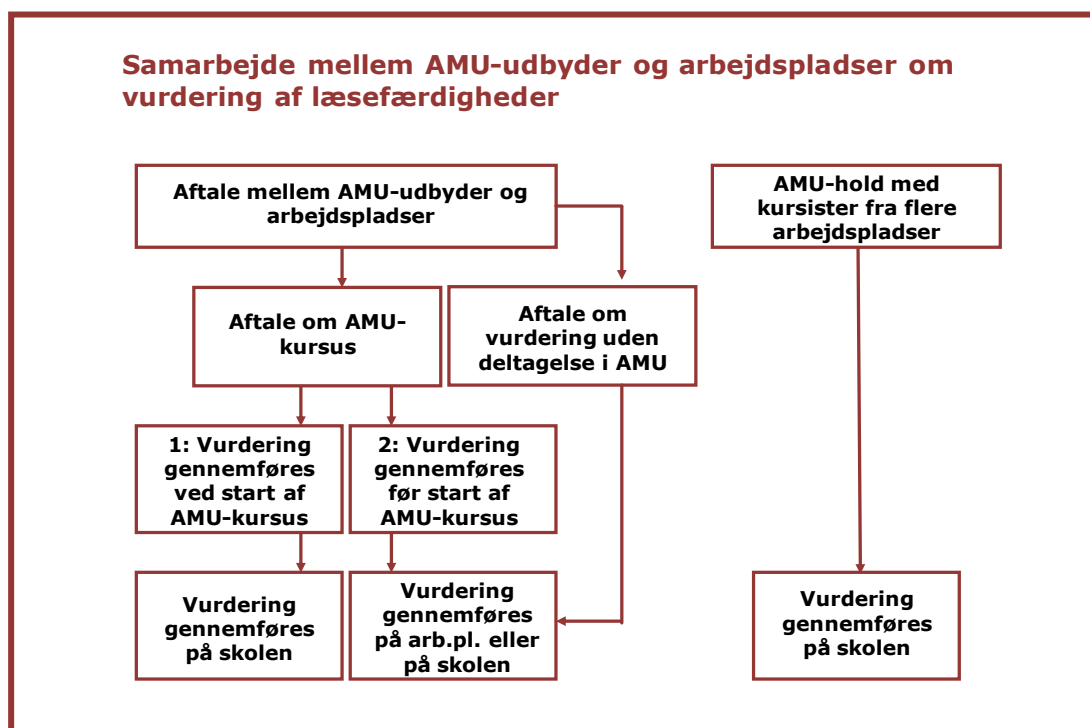 Samarbejde mellem AMU-udbyder og arbejdspladser om
vurdering af læsefærdigheder
Aftale mellem AMU-udbyder og
arbejdspladser
AMU-hold med
kursister fra flere
arbejdspladser
Aftale om AMU-
kursus
Aftale om
vurdering uden
deltagelse i AMU
1: Vurdering
gennemføres
ved start af
AMU-kursus
2: Vurdering
gennemføres
før start af
AMU-kursus
Vurdering
gennemføres
på skolen
Vurdering
gennemføres
på arb.pl. eller
på skolen
Vurdering
gennemføres
på skolen